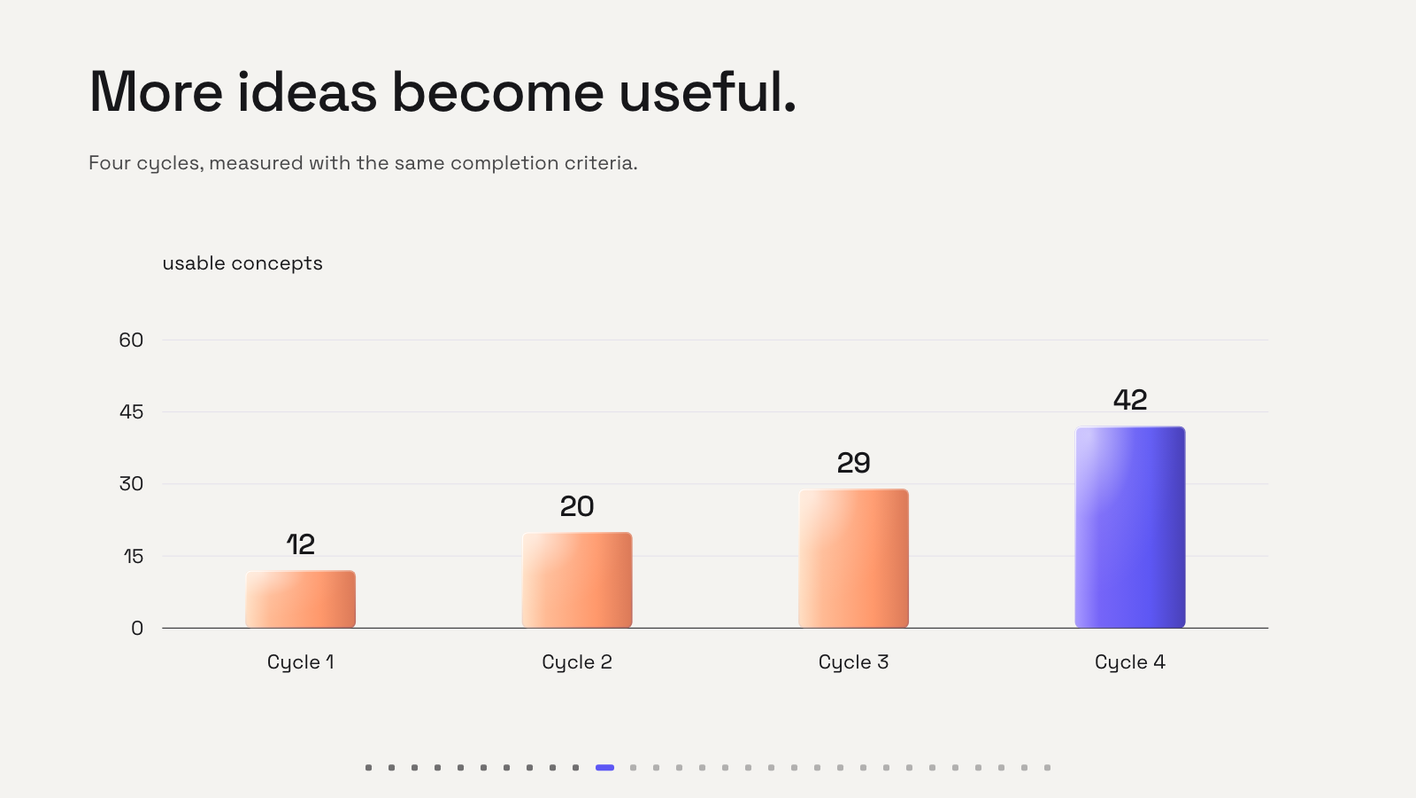 More ideas become useful.
Four cycles, measured with the same completion criteria.
usable concepts
60
45
30
15
0
12
20
29
42
Cycle 1
Cycle 2
Cycle 3
Cycle 4